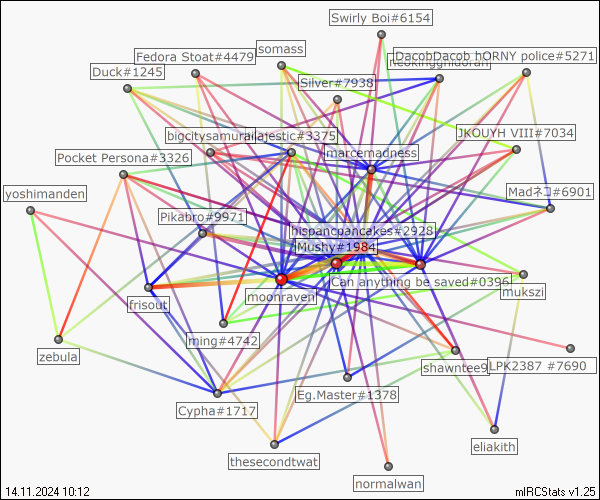 Swirly Boi#6154
somass
Fedora Stoat#4479
DacobDacob hORNY police#5271
Duck#1245
Silver#7938
bigcitysamurai
lajestic#3375
JKOUYH VIII#7034
marcemadness
Pocket Persona#3326
Madネコ#6901
yoshimanden
Pikabro#9971
hispancuancakes#2928
Mushy#1984
Can anything be saved#0396
mukszi
moonraven
frisout
ming#4742
zebula
shawntee9
LPK2387 #7690
Eg.Master#1378
Cypha#1717
eliakith
thesecondtwat
normalwan
14.11.2024 10:12
mIRCStats v1.25